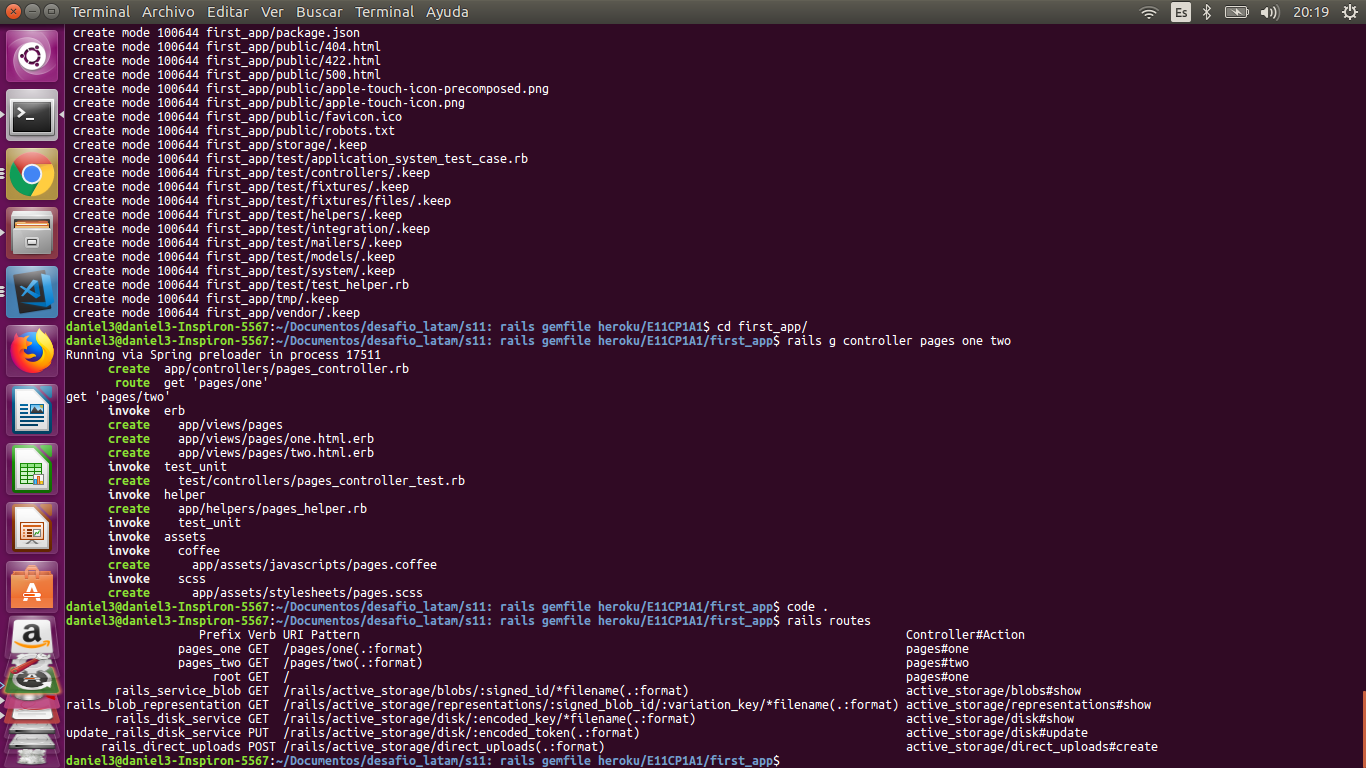 Terminal Archivo Editar Ver Buscar Terminal Ayuda Es 20:19
create mode 100644 first_app/package.json
create mode 100644 first_app/public/404.html
create mode 100644 first_app/public/422.html
create mode 100644 first_app/public/500.html
create mode 100644 first_app/public/apple-touch-icon-precomposed.png
create mode 100644 first_app/public/apple-touch-icon.png
create mode 100644 first_app/public/favicon.ico
create mode 100644 first_app/public/robots.txt
create mode 100644 first_app/storage/.keep
create mode 100644 first_app/test/application_system_test_case.rb
create mode 100644 first_app/test/controllers/.keep
create mode 100644 first_app/test/fixtures/.keep
create mode 100644 first_app/test/fixtures/files/.keep
create mode 100644 first_app/test/helpers/.keep
create mode 100644 first_app/test/integration/.keep
create mode 100644 first_app/test/mailers/.keep
create mode 100644 first_app/test/models/.keep
create mode 100644 first_app/test/system/.keep
create mode 100644 first_app/test/test_helper.rb
create mode 100644 first_app/tmp/.keep
create mode 100644 first_app/vendor/.keep
daniel3@daniel3-Inspiron-5567:~/Documentos/desafio_latam/s11: rails gemfile heroku/E11CP1A1$ cd first_app/
daniel3@daniel3-Inspiron-5567:~/Documentos/desafio_latam/s11: rails gemfile heroku/E11CP1A1/first_app$ rails g controller pages one two
Running via Spring preloader in process 17511
create app/controllers/pages_controller.rb
route get 'pages/one'
get 'pages/two'
invoke erb
create app/views/pages
create app/views/pages/one.html.erb
create app/views/pages/two.html.erb
invoke test_unit
create test/controllers/pages_controller_test.rb
invoke helper
create app/helpers/pages_helper.rb
invoke test_unit
invoke assets
invoke coffee
create app/assets/javascripts/pages.coffee
invoke scss
create app/assets/stylesheets/pages.scss
daniel3@daniel3-Inspiron-5567:~/Documentos/desafio_latam/s11: rails gemfile heroku/E11CP1A1/first_app$ code .
daniel3@daniel3-Inspiron-5567:~/Documentos/desafio_latam/s11: rails gemfile heroku/E11CP1A1/first_app$ rails routes
Prefix Verb URI Pattern Controller#Action
pages_one GET /pages/one(.:format) pages#one
pages_two GET /pages/two(.:format) pages#two
root GET / pages#one
rails_service_blob GET /rails/active_storage/blobs/:signed_id/*filename(.:format) active_storage/blobs#show
rails_blob_representation GET /rails/active_storage/representations/:signed_blob_id/:variation_key/*filename(.:format) active_storage/representations#show
rails_disk_service GET /rails/active_storage/disk/:encoded_key/*filename(.:format) active_storage/disk#show
update_rails_disk_service PUT /rails/active_storage/disk/:encoded_token(.:format) active_storage/disk#update
rails_direct_uploads POST /rails/active_storage/direct_uploads(.:format) active_storage/direct_uploads#create
daniel3@daniel3-Inspiron-5567:~/Documentos/desafio_latam/s11: rails gemfile heroku/E11CP1A1/first_app$